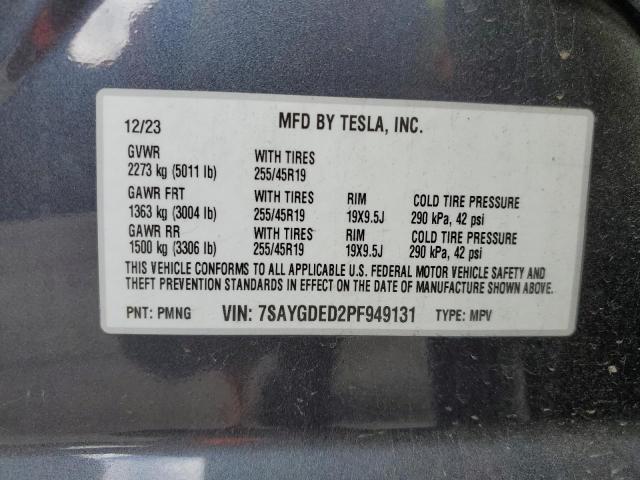 12/23 MFD BY TESLA, INC.
GVWR WITH TIRES
2273 kg (5011 lb) 255/45R19
GAWR FRT WITH TIRES RIM COLD TIRE PRESSURE
1363 kg (3004 lb) 255/45R19 19X9.5J 290 kPa, 42 psi
GAWR RR WITH TIRES RIM COLD TIRE PRESSURE
1500 kg (3306 lb) 255/45R19 19X9.5J 290 kPa, 42 psi
THIS VEHICLE CONFORMS TO ALL APPLICABLE U.S. FEDERAL MOTOR VEHICLE SAFETY AND
THEFT PREVENTION STANDARDS IN EFFECT ON THE DATE OF MANUFACTURE SHOWN ABOVE.
PNT: PMNG VIN: 7SAYGDED2PF949131 TYPE: MPV